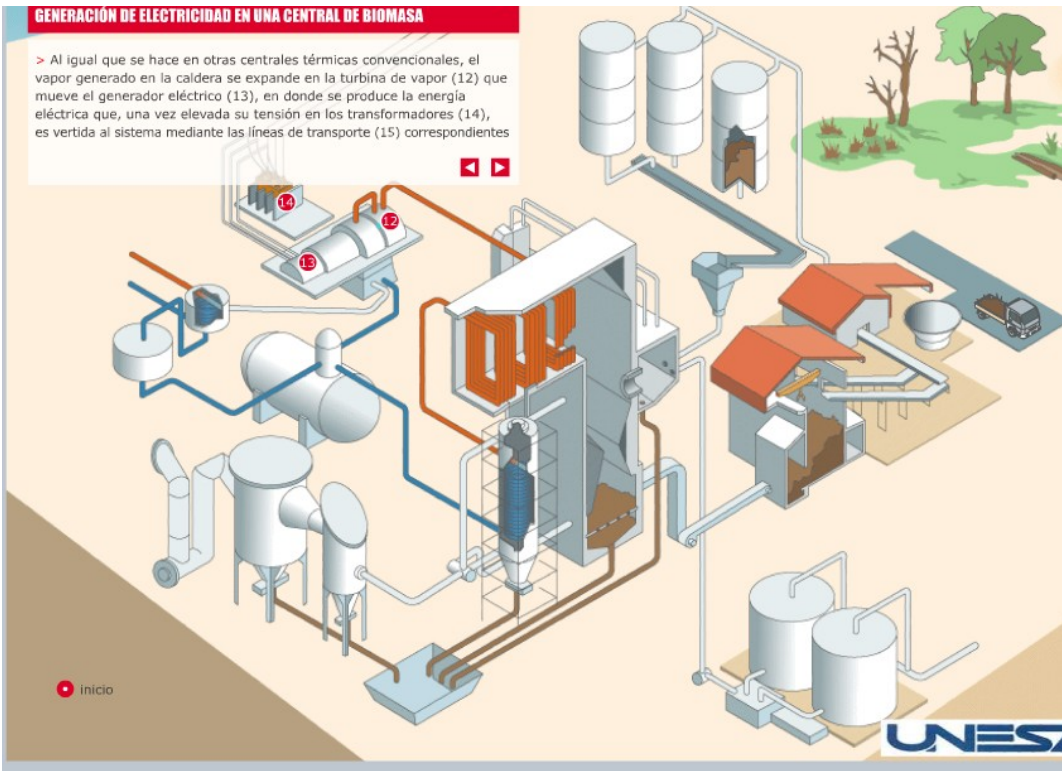 GENERACIÓN DE ELECTRICIDAD EN UNA CENTRAL DE BIOMASA
> Al igual que se hace en otras centrales térmicas convencionales, el
vapor generado en la caldera se expande en la turbina de vapor (12) que
mueve el generador eléctrico (13), en donde se produce la energía
eléctrica que, una vez elevada su tensión en los transformadores (14),
es vertida al sistema mediante las líneas de transporte (15) correspondientes
14
12
13
inicio
UNESA